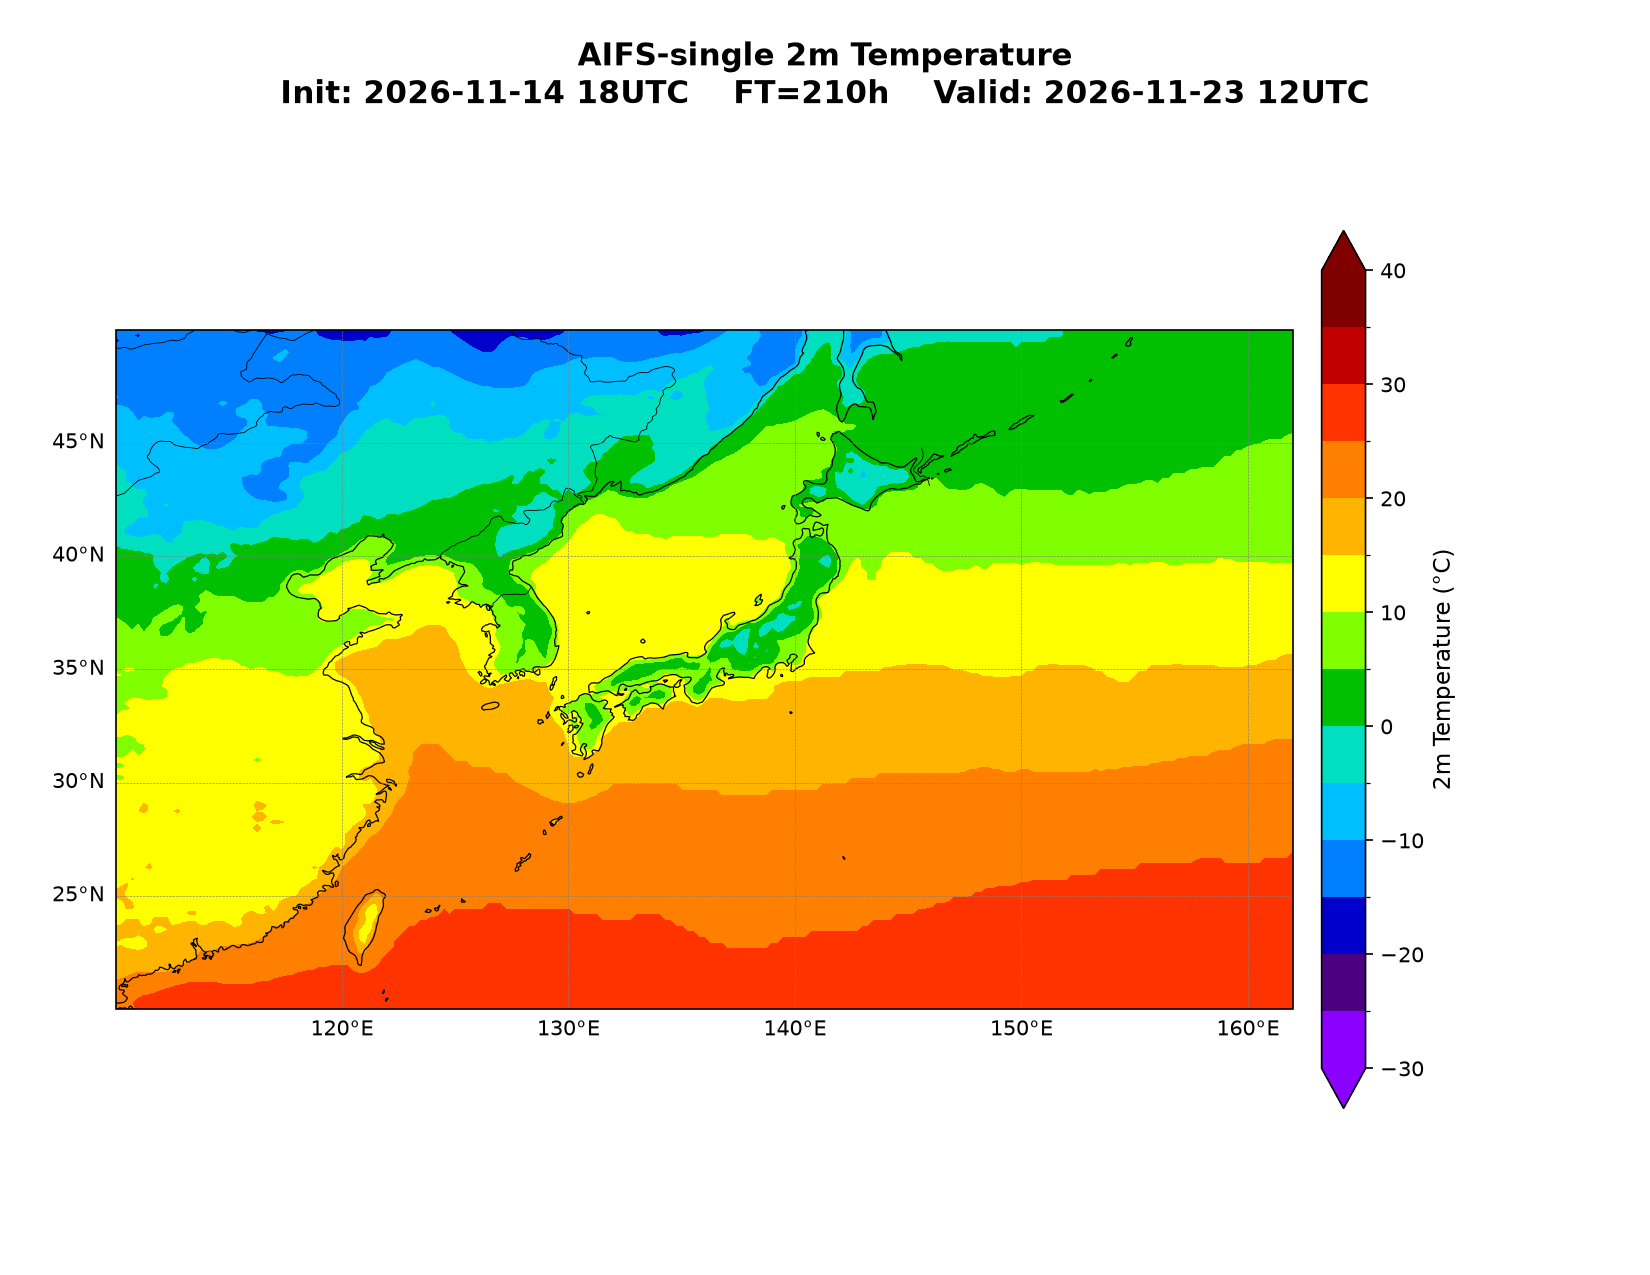 AIFS-single 2m Temperature
Init: 2026-11-14 18UTC    FT=210h    Valid: 2026-11-23 12UTC
45°N
40°N
35°N
30°N
25°N
120°E
130°E
140°E
150°E
160°E
40
30
20
10
0
−10
−20
−30
2m Temperature (°C)